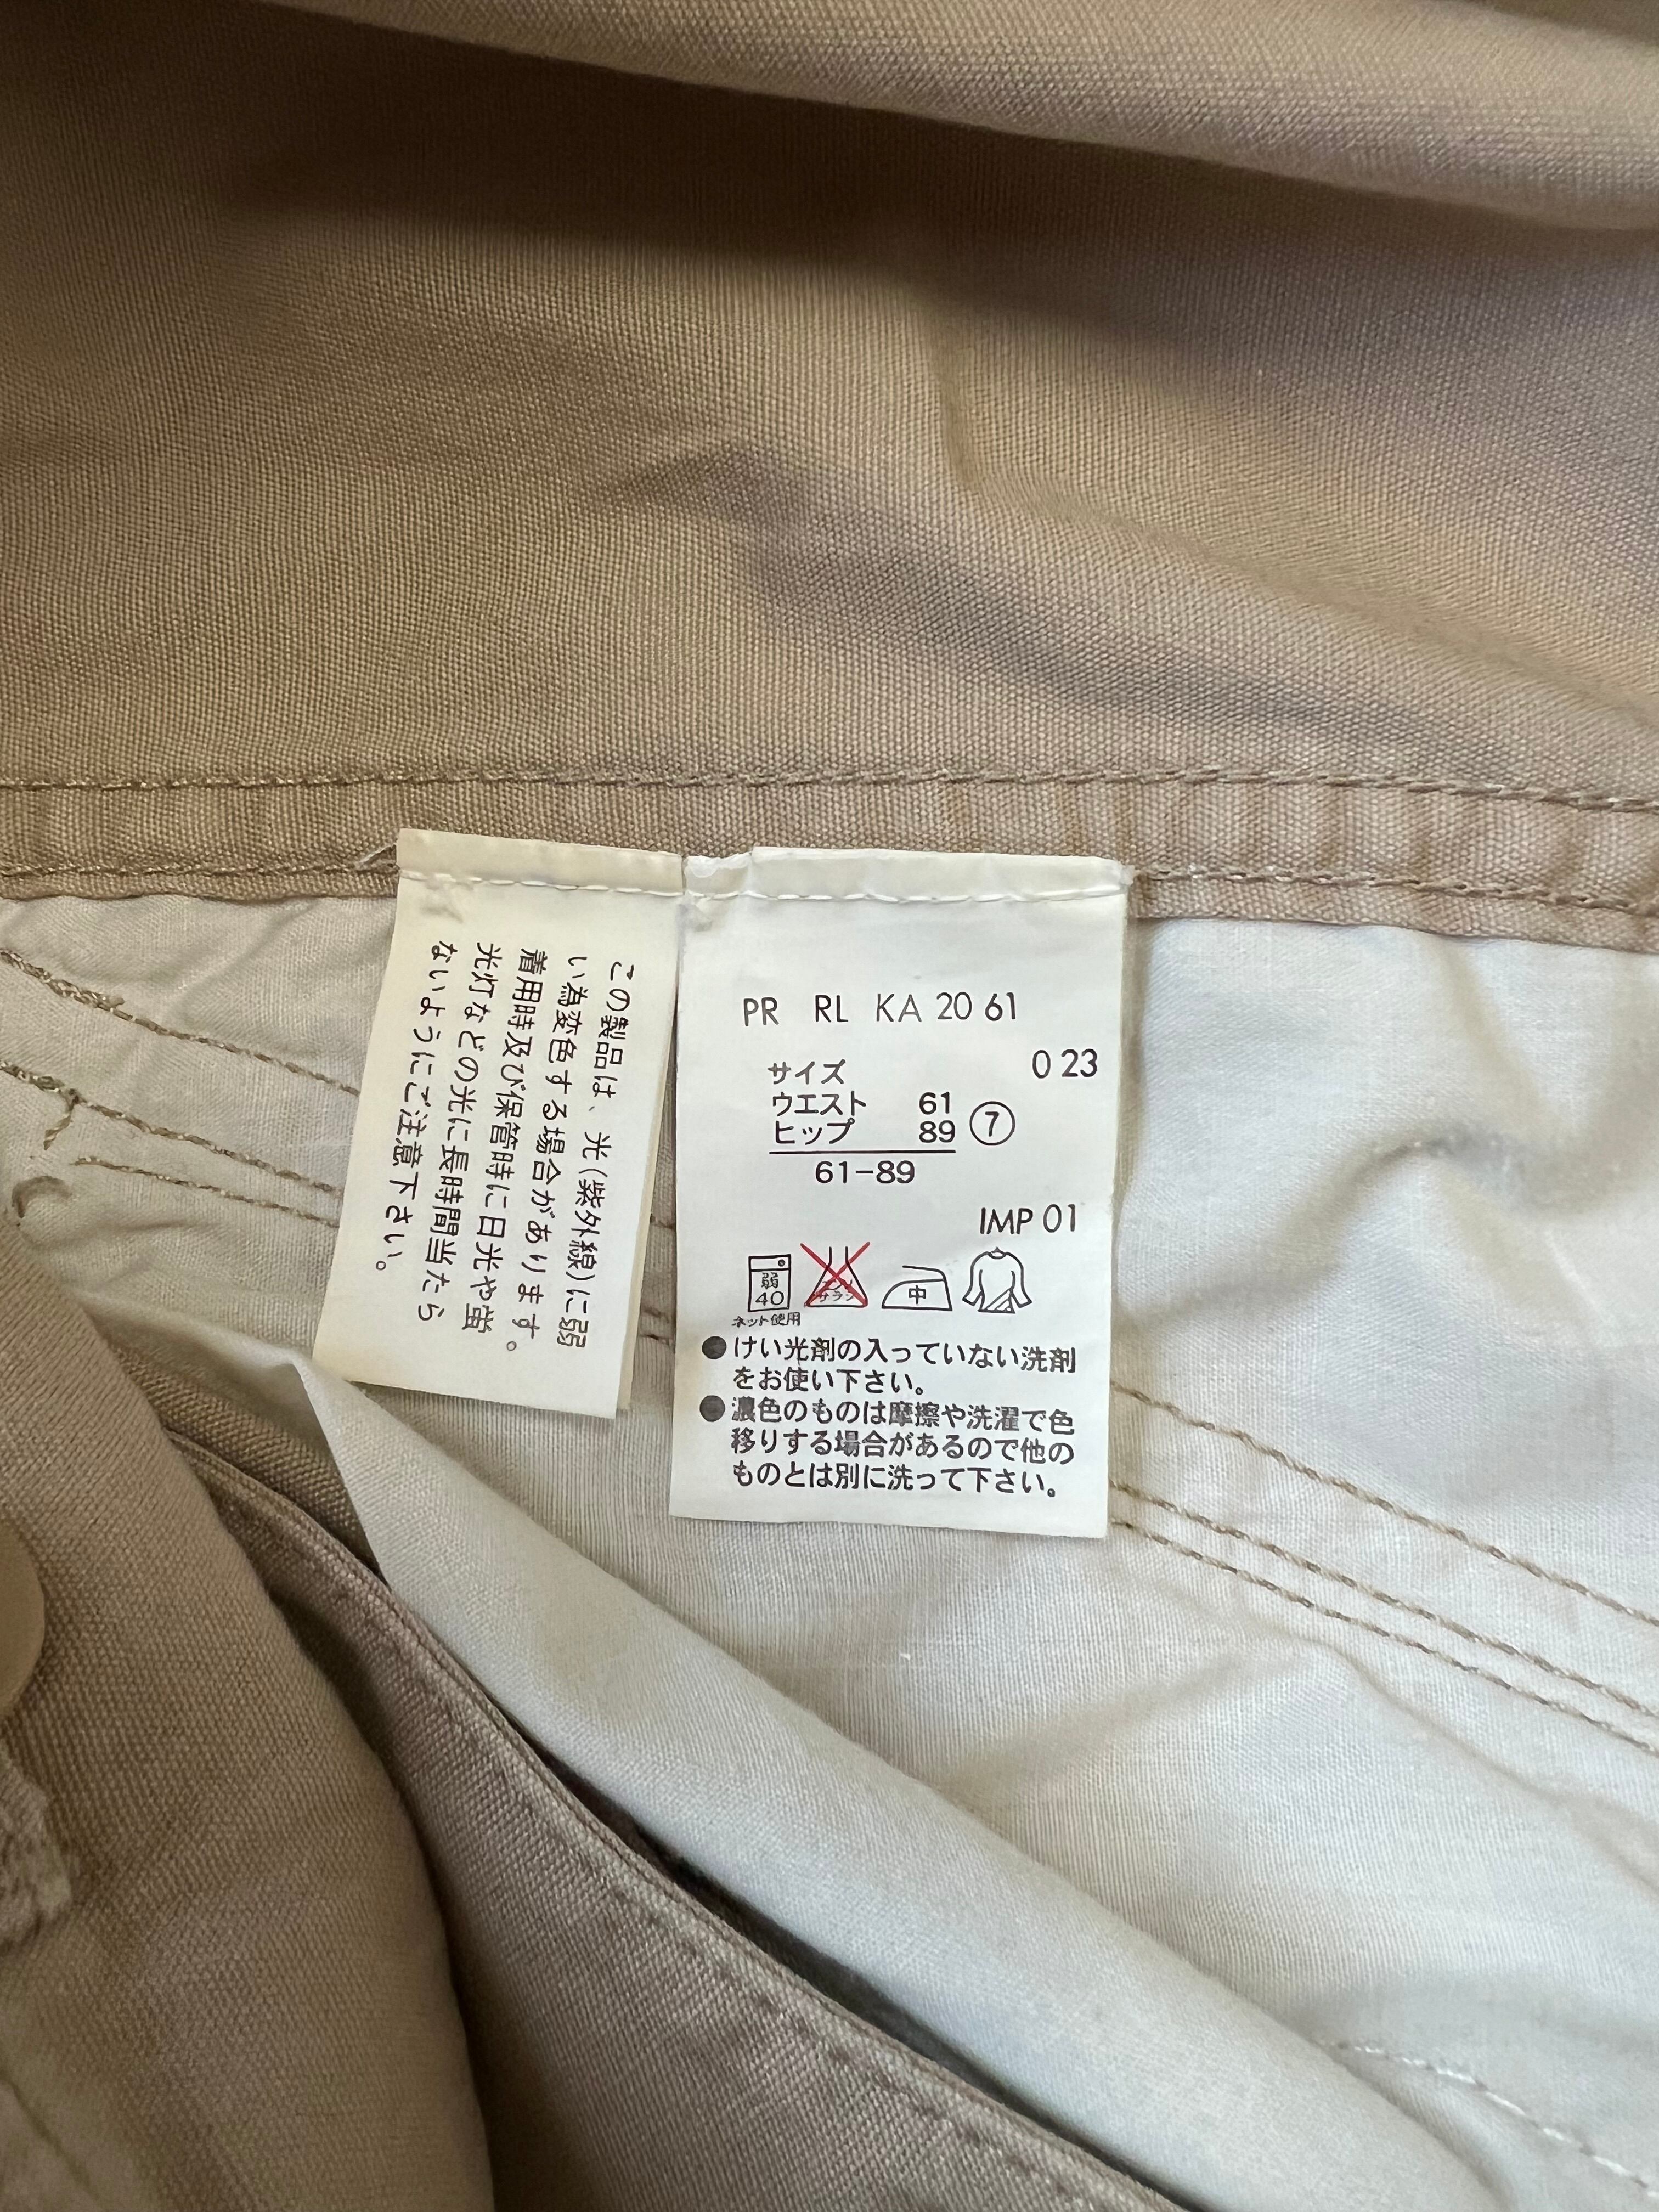 この製品は、光(紫外線)に弱
い為変色する場合があります。
着用時及び保管時に日光や蛍
光灯などの光に長時間当たら
ないようにご注意下さい。
PR RL KA 20 61
0 23
サイズ
ウエスト 61
ヒップ 89
⑦
61-89
IMP 01
弱
40
ネット使用
エンソ
サラシ
中
●けい光剤の入っていない洗剤
をお使い下さい。
●濃色のものは摩擦や洗濯で色
移りする場合があるので他の
ものとは別に洗って下さい。